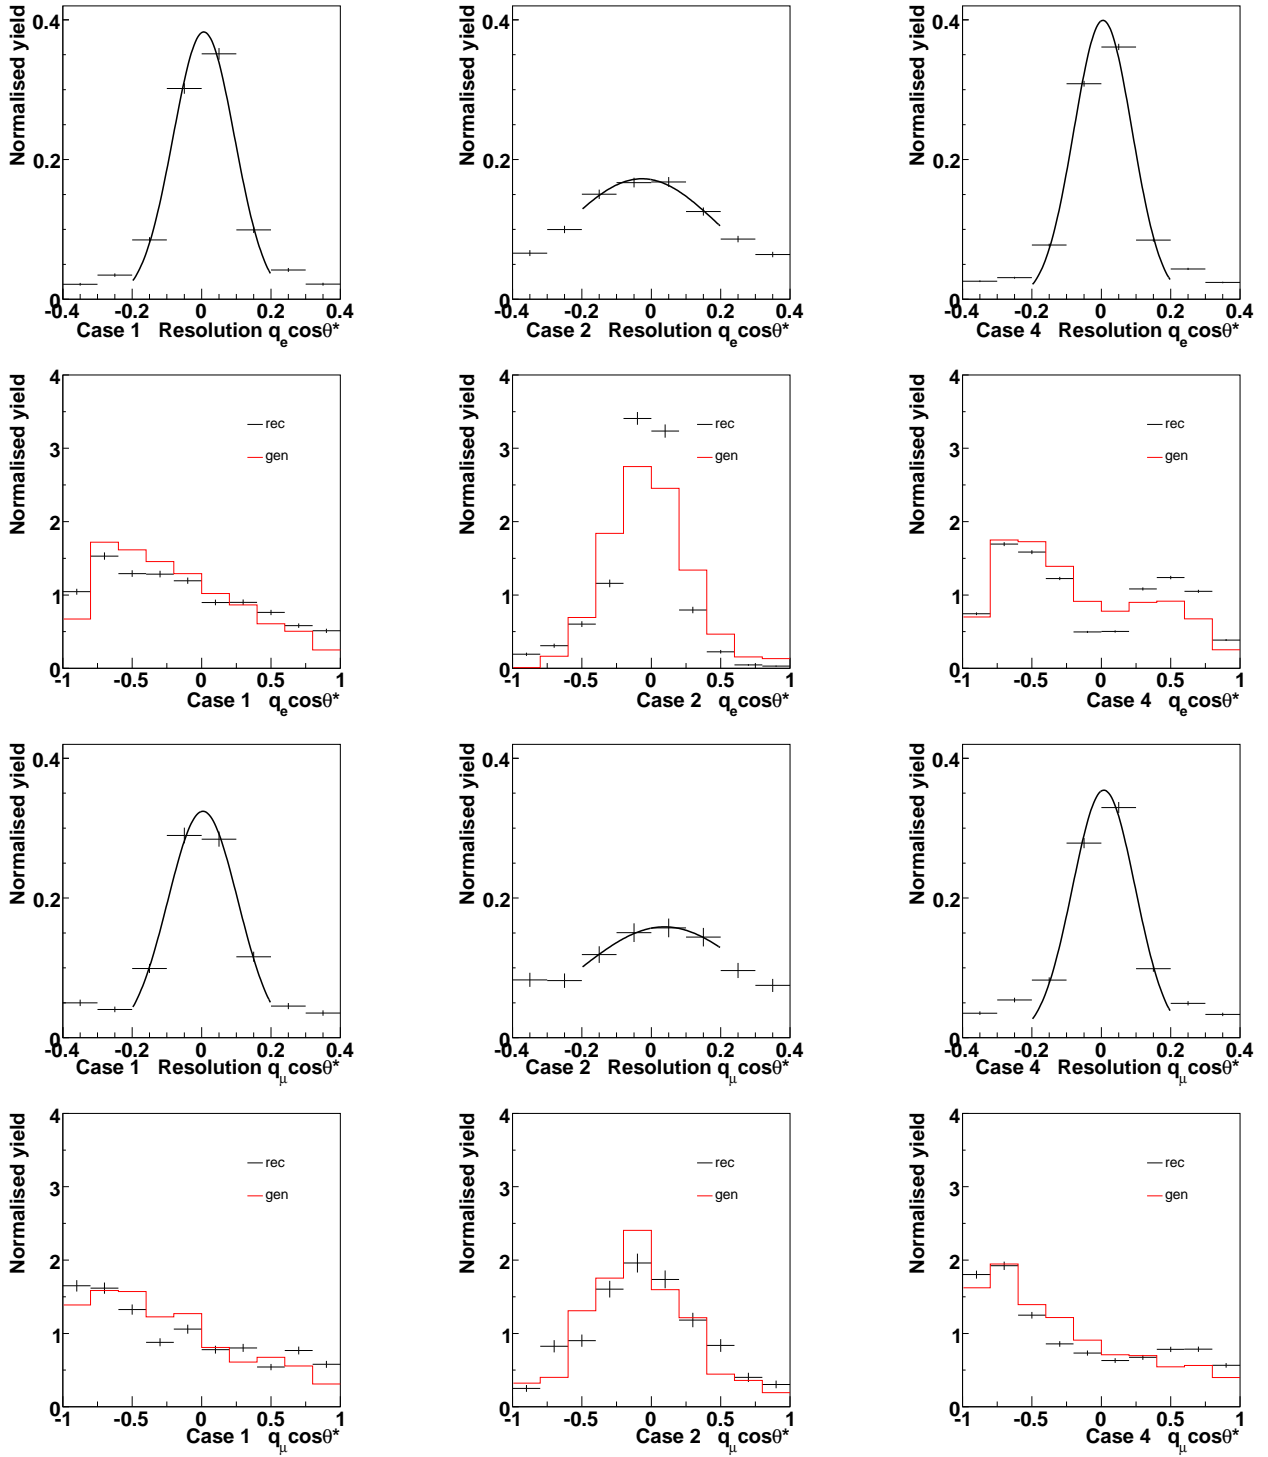 Normalised yield
0.4
0.2
0
-0.4 -0.2 0 0.2 0.4
Case 1 Resolution q_e cosθ*
Normalised yield
0.4
0.2
0
-0.4 -0.2 0 0.2 0.4
Case 2 Resolution q_e cosθ*
Normalised yield
0.4
0.2
0
-0.4 -0.2 0 0.2 0.4
Case 4 Resolution q_e cosθ*
Normalised yield
4
3
2
1
0
rec
gen
-1 -0.5 0 0.5 1
Case 1 q_e cosθ*
Normalised yield
4
3
2
1
0
rec
gen
-1 -0.5 0 0.5 1
Case 2 q_e cosθ*
Normalised yield
4
3
2
1
0
rec
gen
-1 -0.5 0 0.5 1
Case 4 q_e cosθ*
Normalised yield
0.4
0.2
0
-0.4 -0.2 0 0.2 0.4
Case 1 Resolution q_μ cosθ*
Normalised yield
0.4
0.2
0
-0.4 -0.2 0 0.2 0.4
Case 2 Resolution q_μ cosθ*
Normalised yield
0.4
0.2
0
-0.4 -0.2 0 0.2 0.4
Case 4 Resolution q_μ cosθ*
Normalised yield
4
3
2
1
0
rec
gen
-1 -0.5 0 0.5 1
Case 1 q_μ cosθ*
Normalised yield
4
3
2
1
0
rec
gen
-1 -0.5 0 0.5 1
Case 2 q_μ cosθ*
Normalised yield
4
3
2
1
0
rec
gen
-1 -0.5 0 0.5 1
Case 4 q_μ cosθ*